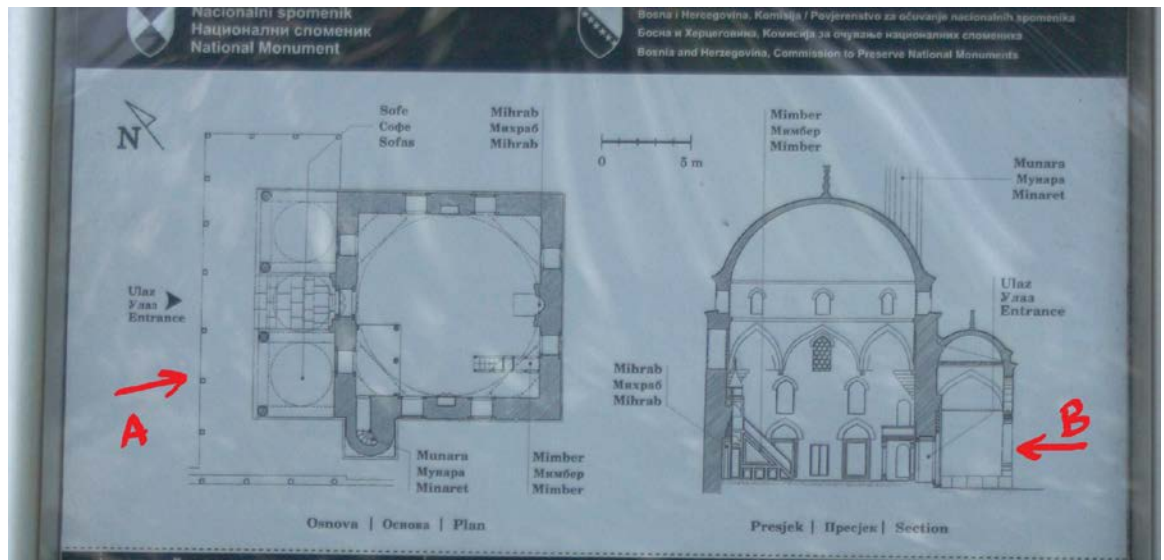 Nacionalni spomenik
Национални споменик
National Monument
Bosna i Hercegovina, Komisija / Povjerenstvo za očuvanje nacionalnih spomenika
Босна и Херцеговина, Комисија за очување националних споменика
Bosnia and Herzegovina, Commission to Preserve National Monuments
N
Sofe
Софе
Sofas
Mihrab
Михраб
Mihrab
0 5 m
Mimber
Мимбер
Mimber
Munara
Мунара
Minaret
Ulaz
Улаз
Entrance
Ulaz
Улаз
Entrance
Mihrab
Михраб
Mihrab
A
B
Munara
Мунара
Minaret
Mimber
Мимбер
Mimber
Osnova | Основа | Plan
Presjek | Пресјек | Section